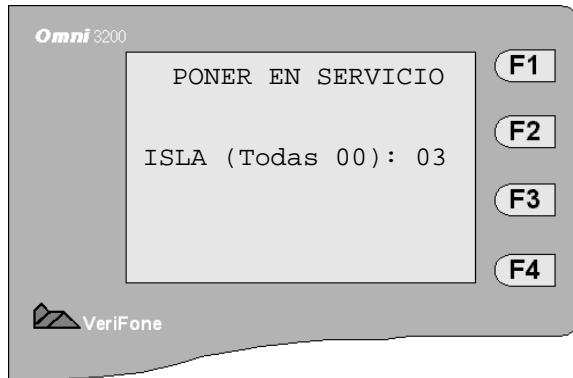 Omni 3200
PONER EN SERVICIO
F1
F2
ISLA (Todas 00): 03
F3
F4
VeriFone